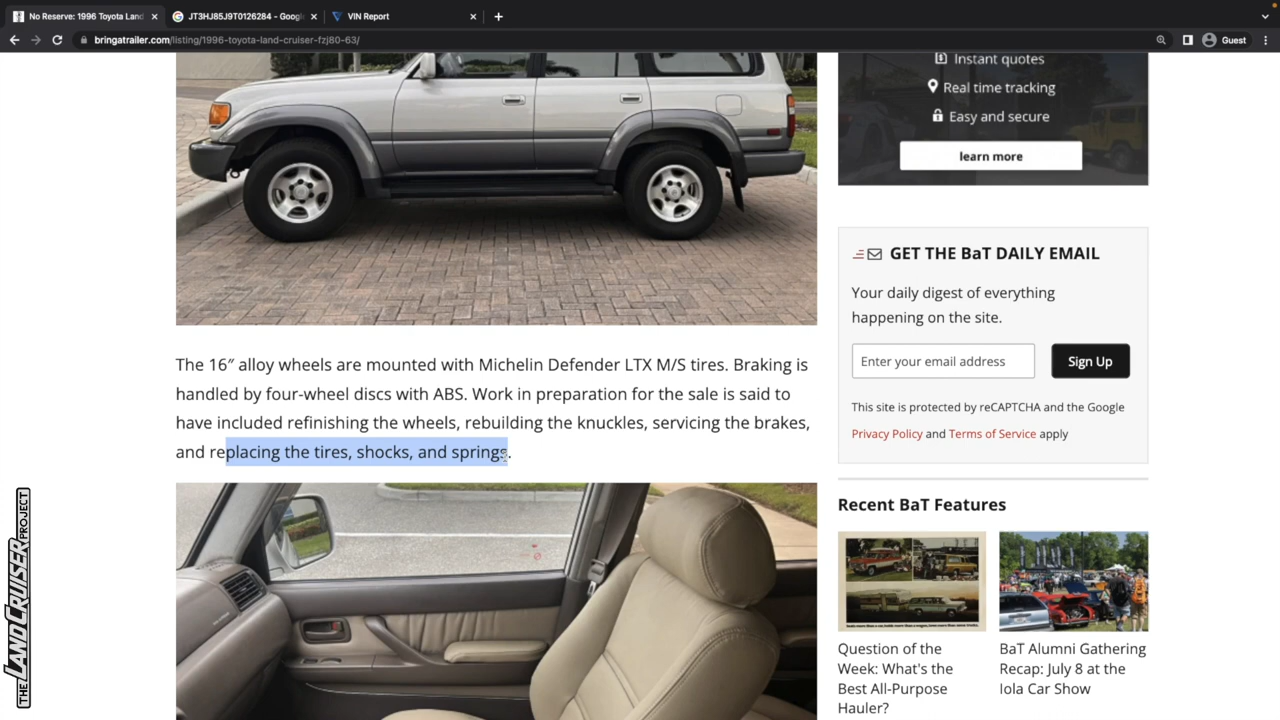 No Reserve: 1996 Toyota Land
JT3HJ85J9T0126284 - Google
VIN Report
bringatrailer.com/listing/1996-toyota-land-cruiser-fzj80-63/
Guest
Instant quotes
Real time tracking
Easy and secure
learn more
GET THE BaT DAILY EMAIL
Your daily digest of everything
happening on the site.
Enter your email address
Sign Up
This site is protected by reCAPTCHA and the Google
Privacy Policy and Terms of Service apply
The 16″ alloy wheels are mounted with Michelin Defender LTX M/S tires. Braking is
handled by four-wheel discs with ABS. Work in preparation for the sale is said to
have included refinishing the wheels, rebuilding the knuckles, servicing the brakes,
and replacing the tires, shocks, and springs.
Recent BaT Features
Question of the
Week: What's the
Best All-Purpose
Hauler?
BaT Alumni Gathering
Recap: July 8 at the
Iola Car Show
THE LAND CRUISER PROJECT